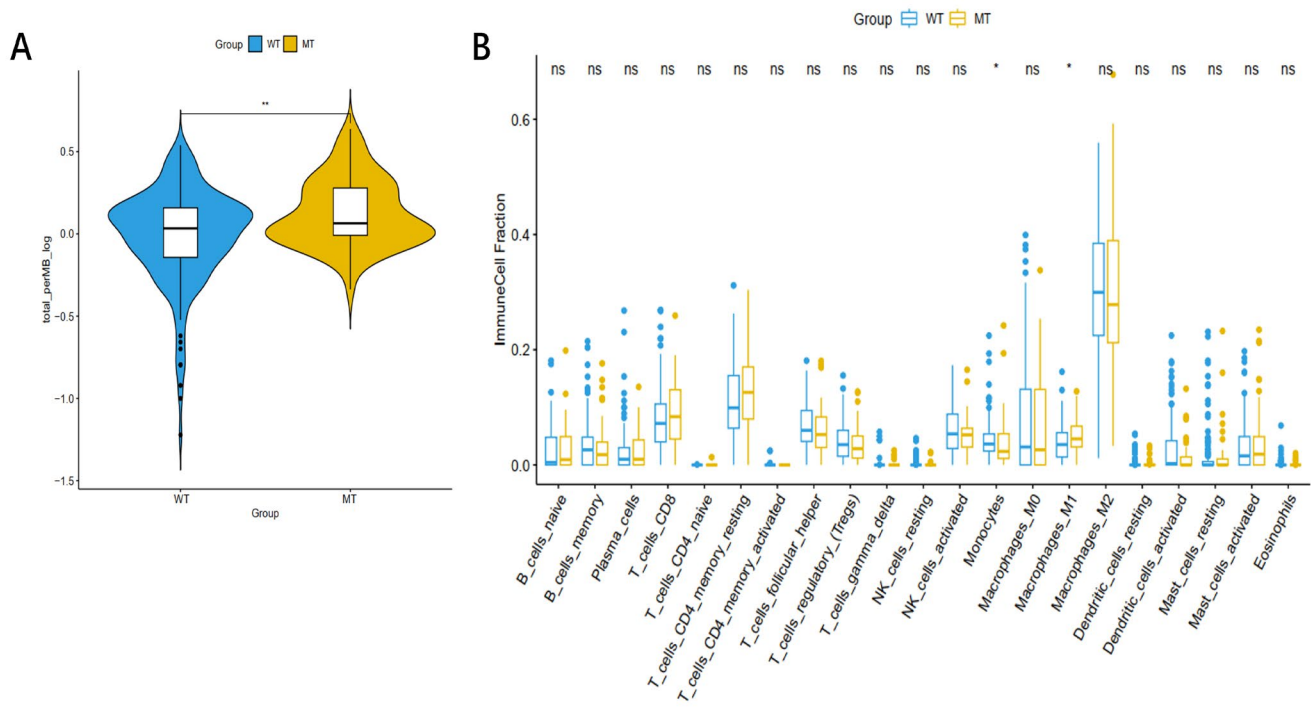 A
Group WT MT
**
total_perMB_log
0.5
0.0
−0.5
−1.0
−1.5
WT MT
Group
B
Group WT MT
ns ns ns ns ns ns ns ns ns ns ns ns * ns * ns ns ns ns ns ns
ImmuneCell Fraction
0.6
0.4
0.2
0.0
B_cells_naive
B_cells_memory
Plasma_cells
T_cells_CD8
T_cells_CD4_naive
T_cells_CD4_memory_resting
T_cells_CD4_memory_activated
T_cells_follicular_helper
T_cells_regulatory_(Tregs)
T_cells_gamma_delta
NK_cells_resting
NK_cells_activated
Monocytes
Macrophages_M0
Macrophages_M1
Macrophages_M2
Dendritic_cells_resting
Dendritic_cells_activated
Mast_cells_resting
Mast_cells_activated
Eosinophils